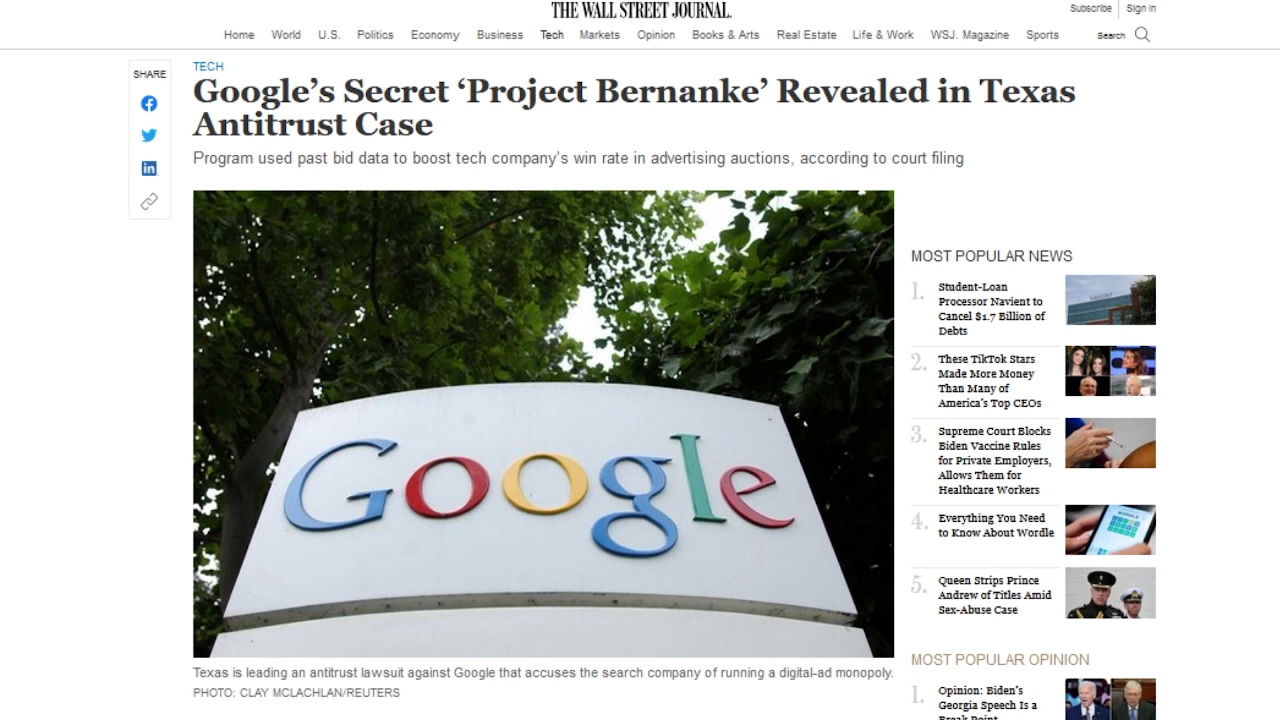 THE WALL STREET JOURNAL.
Subscribe Sign In
Home World U.S. Politics Economy Business Tech Markets Opinion Books & Arts Real Estate Life & Work WSJ. Magazine Sports Search
SHARE
TECH
Google’s Secret ‘Project Bernanke’ Revealed in Texas
Antitrust Case
Program used past bid data to boost tech company’s win rate in advertising auctions, according to court filing
Google
Texas is leading an antitrust lawsuit against Google that accuses the search company of running a digital-ad monopoly.
PHOTO: CLAY MCLACHLAN/REUTERS
MOST POPULAR NEWS
1.
Student-Loan
Processor Navient to
Cancel $1.7 Billion of
Debts
2.
These TikTok Stars
Made More Money
Than Many of
America’s Top CEOs
3.
Supreme Court Blocks
Biden Vaccine Rules
for Private Employers,
Allows Them for
Healthcare Workers
4.
Everything You Need
to Know About Wordle
5.
Queen Strips Prince
Andrew of Titles Amid
Sex-Abuse Case
MOST POPULAR OPINION
1.
Opinion: Biden’s
Georgia Speech Is a
Break Point